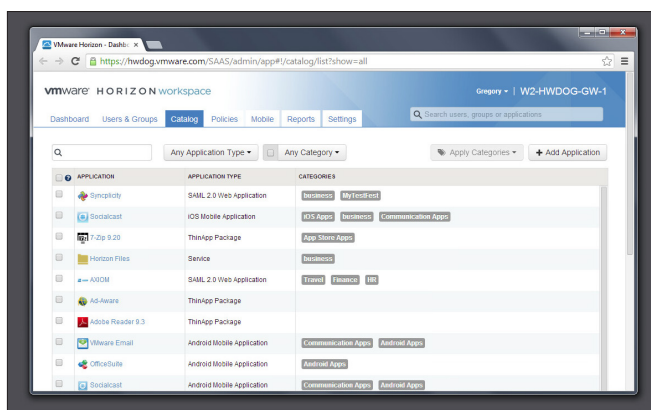 VMware Horizon - Dashb
https://hwdog.vmware.com/SAAS/admin/app#!/catalog/list?show=all
vmware HORIZON workspace
Gregory | W2-HWDOG-GW-1
Dashboard Users & Groups Catalog Policies Mobile Reports Settings
Search users, groups or applications
Any Application Type Any Category Apply Categories + Add Application
APPLICATION APPLICATION TYPE CATEGORIES
Syncplicity SAML 2.0 Web Application business MyTestFest
Socialcast iOS Mobile Application iOS Apps business Communication Apps
7-Zip 9.20 ThinApp Package App Store Apps
Horizon Files Service business
AXIOM SAML 2.0 Web Application Travel Finance HR
Ad-Aware ThinApp Package
Adobe Reader 9.3 ThinApp Package
VMware Email Android Mobile Application Communication Apps Android Apps
OfficeSuite Android Mobile Application Android Apps
Socialcast Android Mobile Application Communication Apps Android Apps